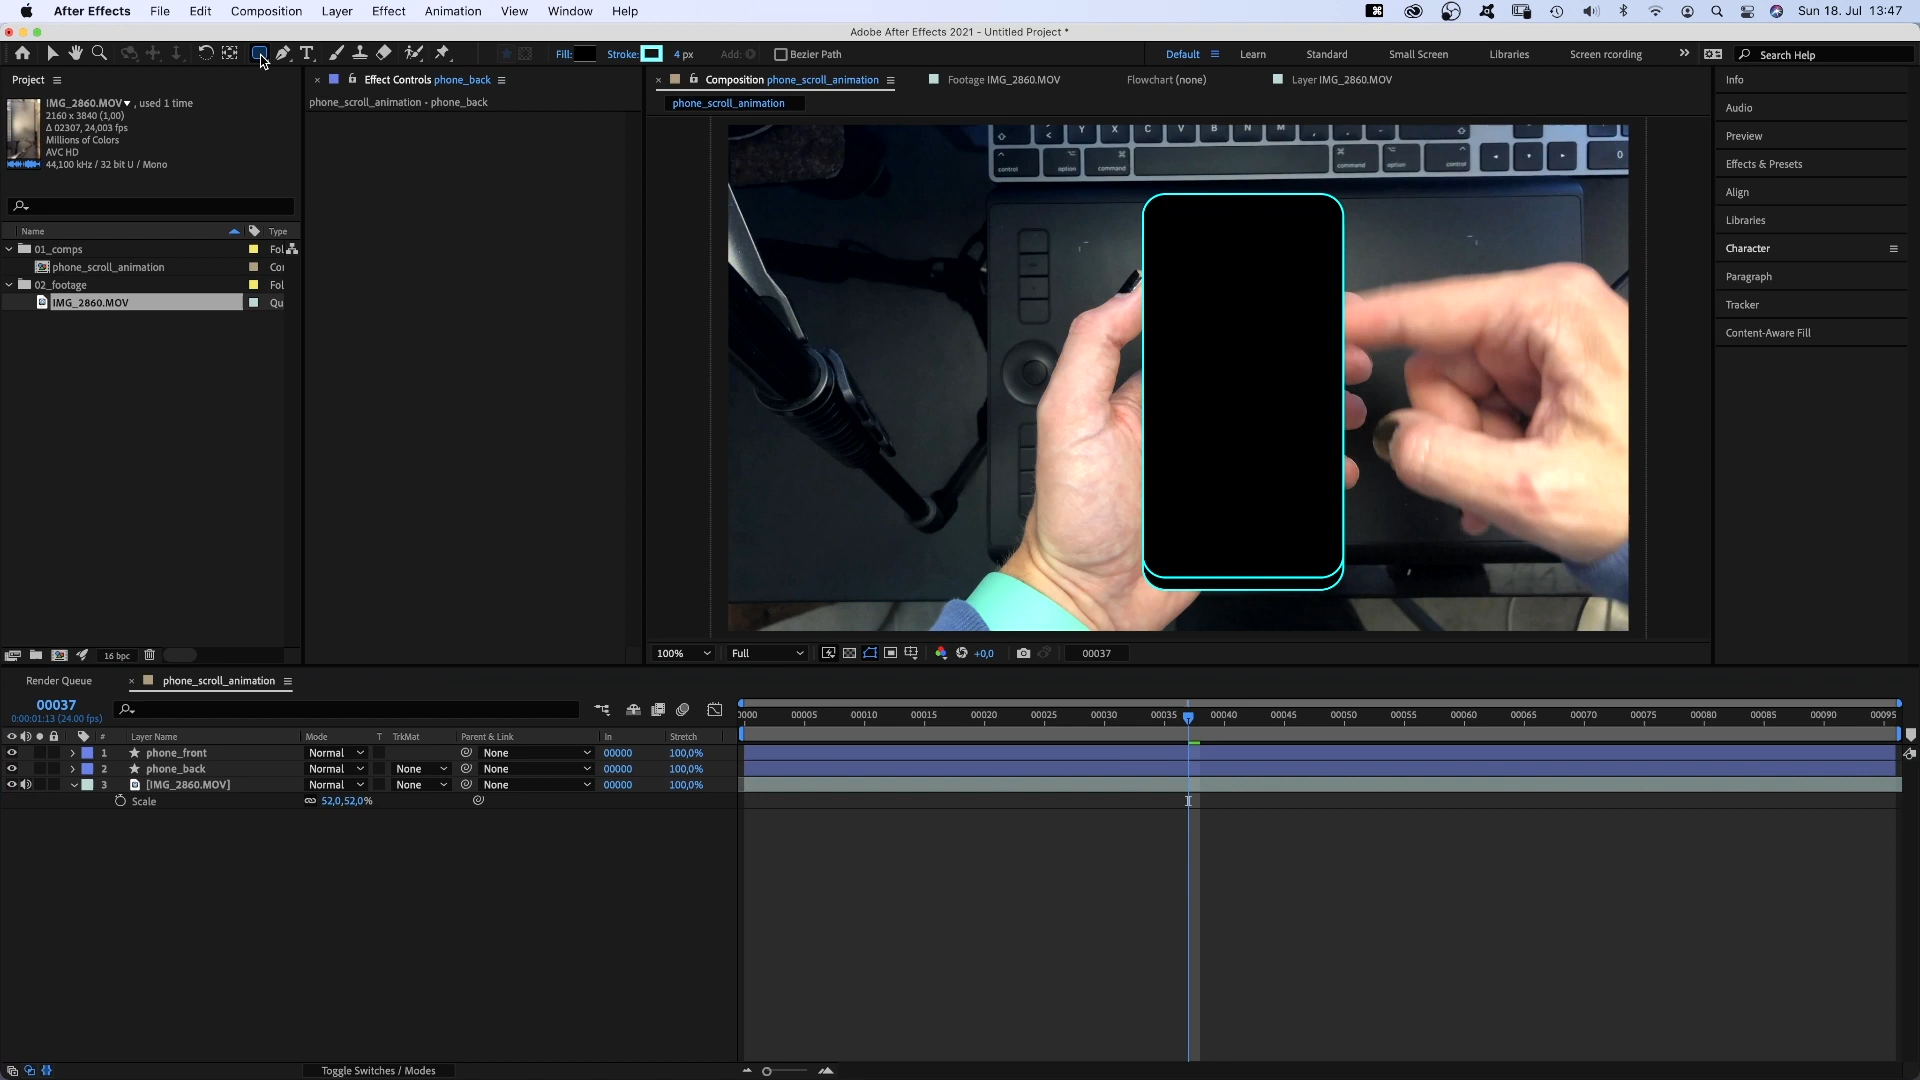 After Effects File Edit Composition Layer Effect Animation View Window Help Sun 18. Jul 13:47
Adobe After Effects 2021 - Untitled Project *
Fill: Stroke: 4 px Add: Bezier Path Default Learn Standard Small Screen Libraries Screen recording Search Help
Project Effect Controls phone_back Composition phone_scroll_animation Footage IMG_2860.MOV Flowchart (none) Layer IMG_2860.MOV Info
IMG_2860.MOV , used 1 time phone_scroll_animation - phone_back phone_scroll_animation Audio
2160 x 3840 (1,00)
Δ 02307, 24,003 fps
Millions of Colors Preview
AVC HD
44,100 kHz / 32 bit U / Mono Effects & Presets
Align
Libraries
Name Type
01_comps Fol Character
phone_scroll_animation Cor
02_footage Fol Paragraph
IMG_2860.MOV Qu Tracker
Content-Aware Fill
Y X C V B N M
control option command command option control 0
16 bpc 100% Full +0,0 00037
Render Queue phone_scroll_animation
00037
0:00:01:13 (24.00 fps) 0000 00005 00010 00015 00020 00025 00030 00035 00040 00045 00050 00055 00060 00065 00070 00075 00080 00085 00090 00095
# Layer Name Mode T TrkMat Parent & Link In Stretch
1 phone_front Normal None 00000 100,0%
2 phone_back Normal None None 00000 100,0%
3 [IMG_2860.MOV] Normal None None 00000 100,0%
Scale 52,0,52,0%
Toggle Switches / Modes